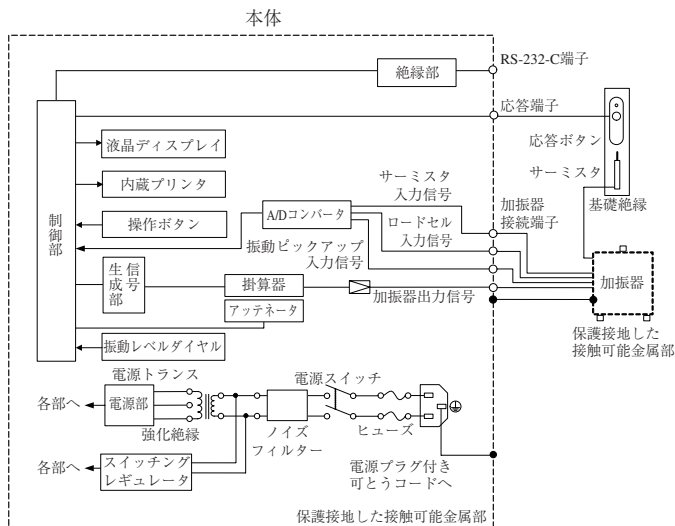 本体
RS-232-C端子
絶縁部
応答端子
液晶ディスプレイ
応答ボタン
サーミスタ
基礎絶縁
内蔵プリンタ
サーミスタ
入力信号
加振器
接続端子
操作ボタン
A/Dコンバータ
ロードセル
入力信号
制御部
振動ピックアップ
入力信号
信号
生成部
掛算器
加振器出力信号
加振器
アッテネータ
保護接地した
接触可能金属部
振動レベルダイヤル
電源トランス
電源スイッチ
各部へ
電源部
強化絶縁
ノイズ
フィルター
ヒューズ
各部へ
スイッチング
レギュレータ
電源プラグ付き
可とうコードへ
保護接地した接触可能金属部